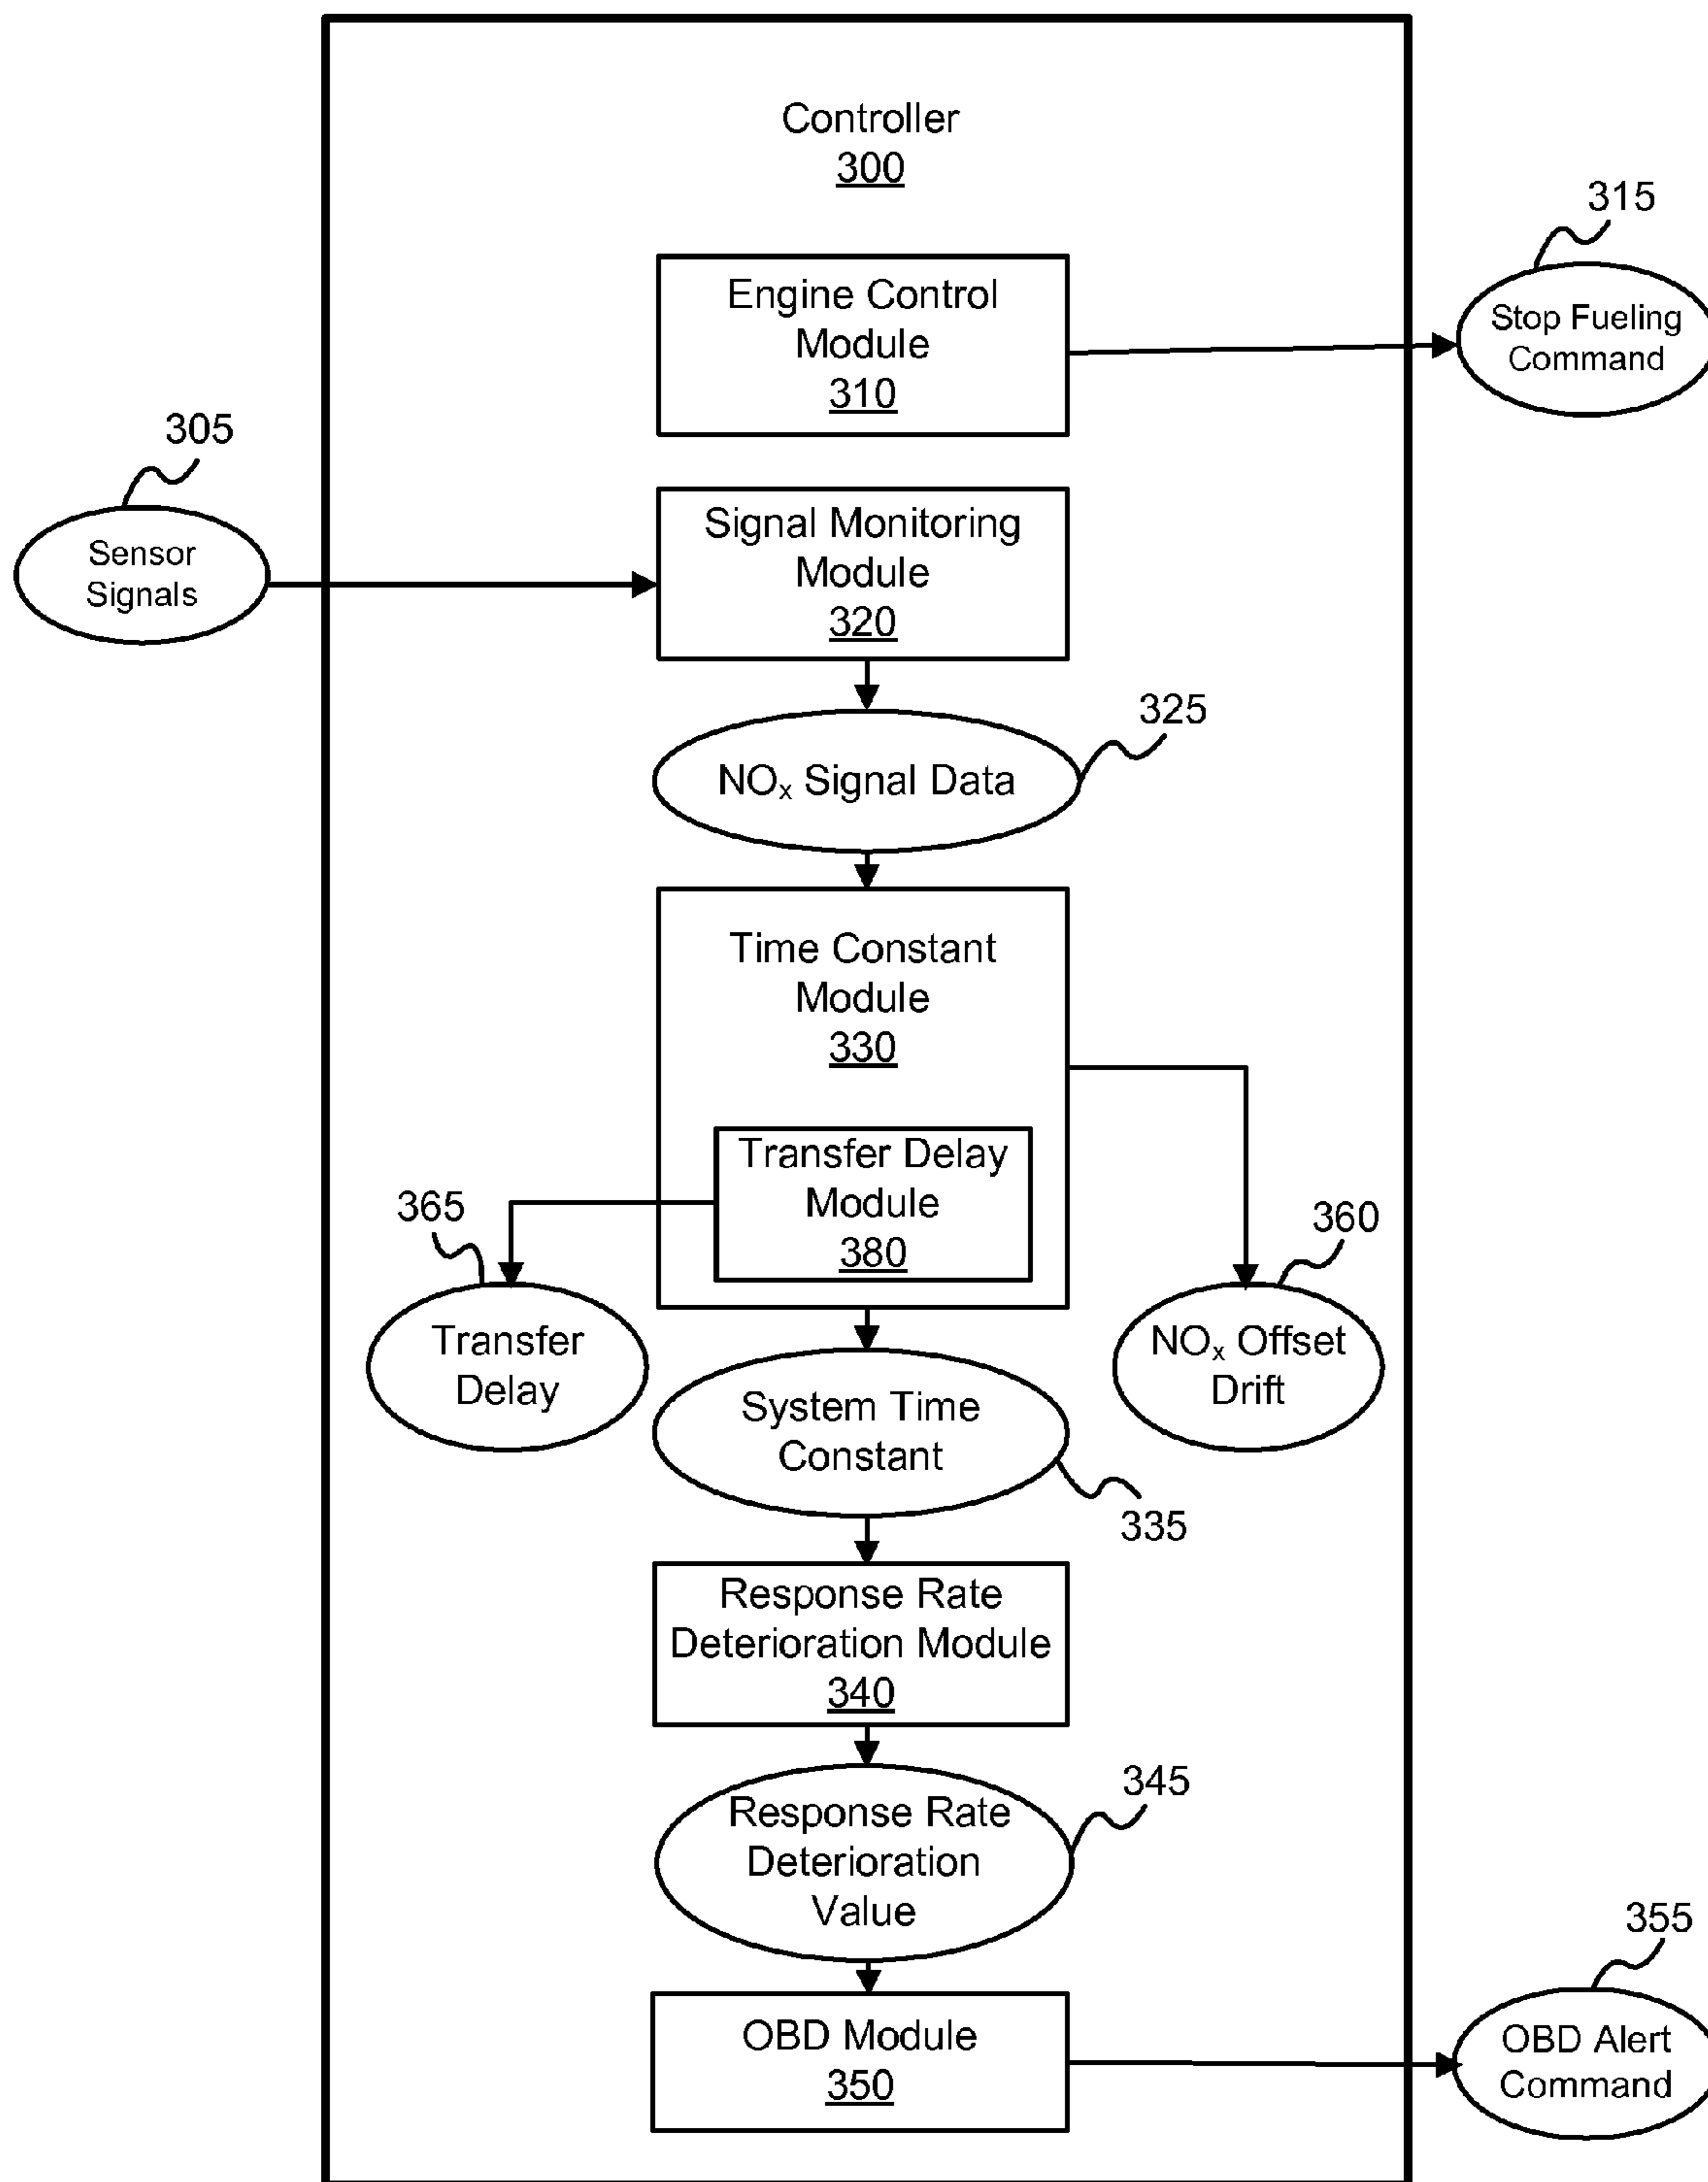 Controller
300
315
Engine Control
Module
310
Stop Fueling
Command
305
Sensor
Signals
Signal Monitoring
Module
320
325
NOₓ Signal Data
Time Constant
Module
330
Transfer Delay
Module
380
365
360
Transfer
Delay
NOₓ Offset
Drift
System Time
Constant
335
Response Rate
Deterioration Module
340
345
Response Rate
Deterioration
Value
355
OBD Module
350
OBD Alert
Command